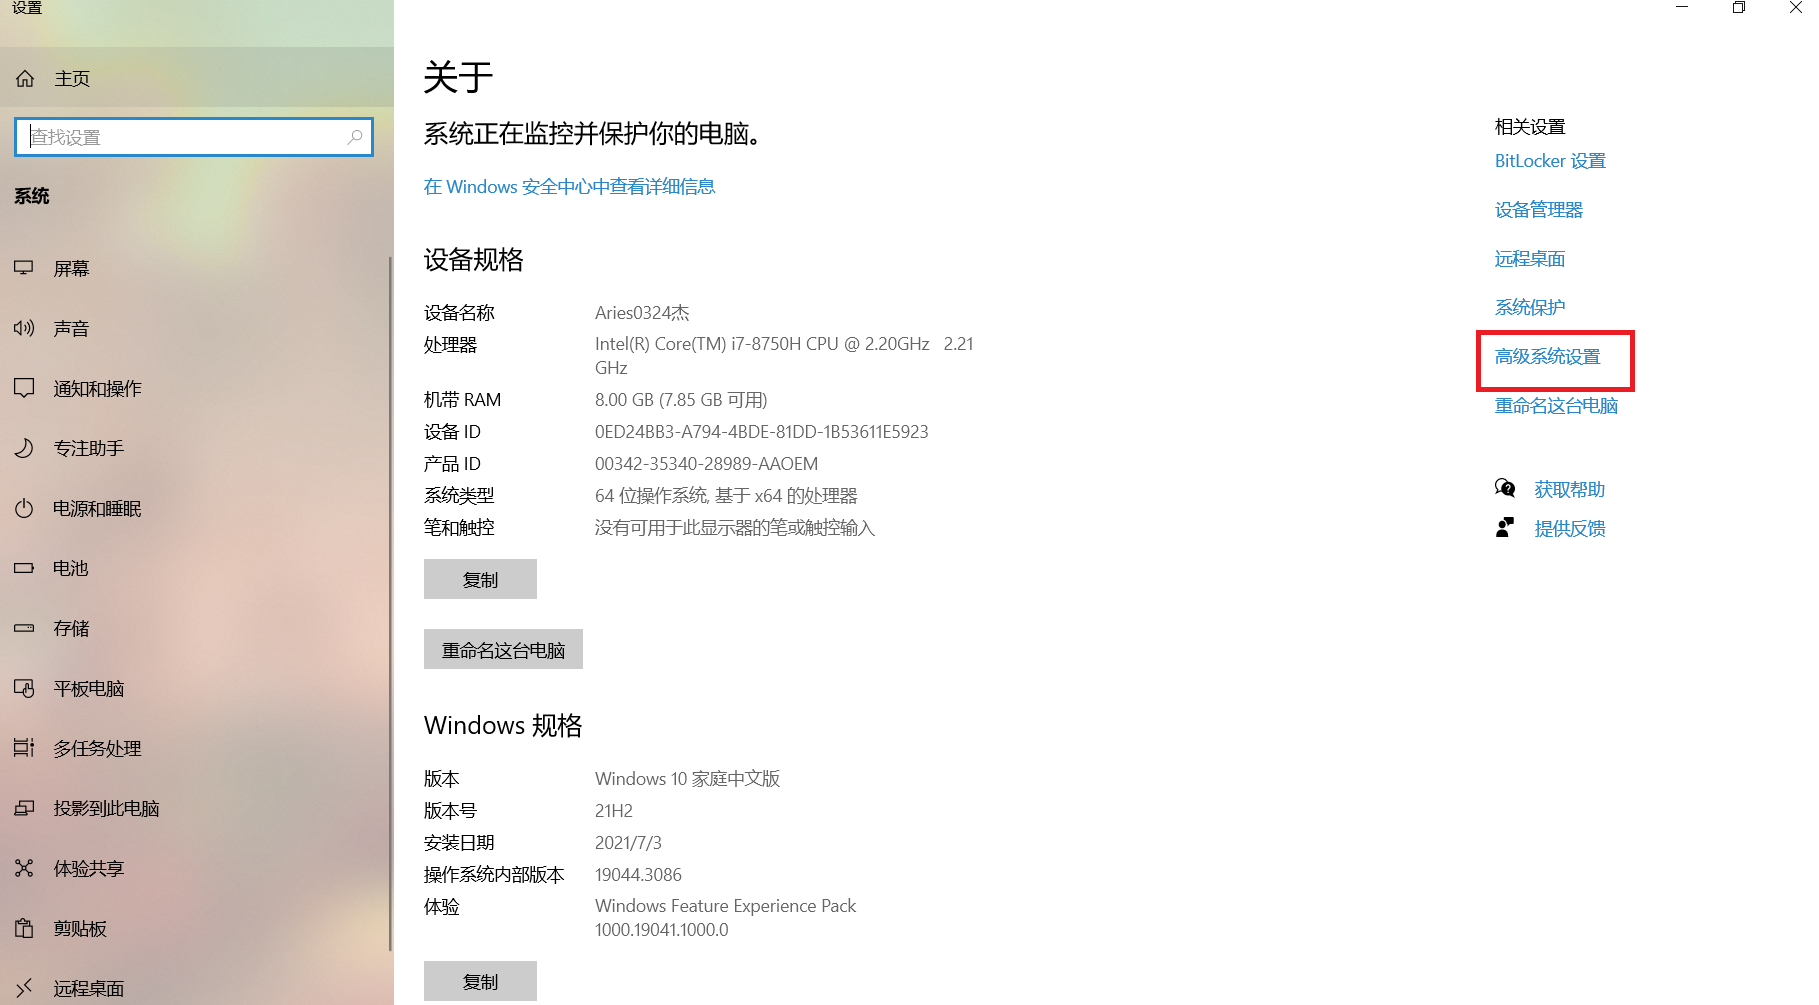 设置
主页
查找设置
系统
屏幕
声音
通知和操作
专注助手
电源和睡眠
电池
存储
平板电脑
多任务处理
投影到此电脑
体验共享
剪贴板
远程桌面
关于
系统正在监控并保护你的电脑。
在 Windows 安全中心中查看详细信息
设备规格
设备名称 Aries0324杰
处理器 Intel(R) Core(TM) i7-8750H CPU @ 2.20GHz 2.21
GHz
机带 RAM 8.00 GB (7.85 GB 可用)
设备 ID 0ED24BB3-A794-4BDE-81DD-1B53611E5923
产品 ID 00342-35340-28989-AAOEM
系统类型 64 位操作系统, 基于 x64 的处理器
笔和触控 没有可用于此显示器的笔或触控输入
复制
重命名这台电脑
Windows 规格
版本 Windows 10 家庭中文版
版本号 21H2
安装日期 2021/7/3
操作系统内部版本 19044.3086
体验 Windows Feature Experience Pack
1000.19041.1000.0
复制
相关设置
BitLocker 设置
设备管理器
远程桌面
系统保护
高级系统设置
重命名这台电脑
获取帮助
提供反馈